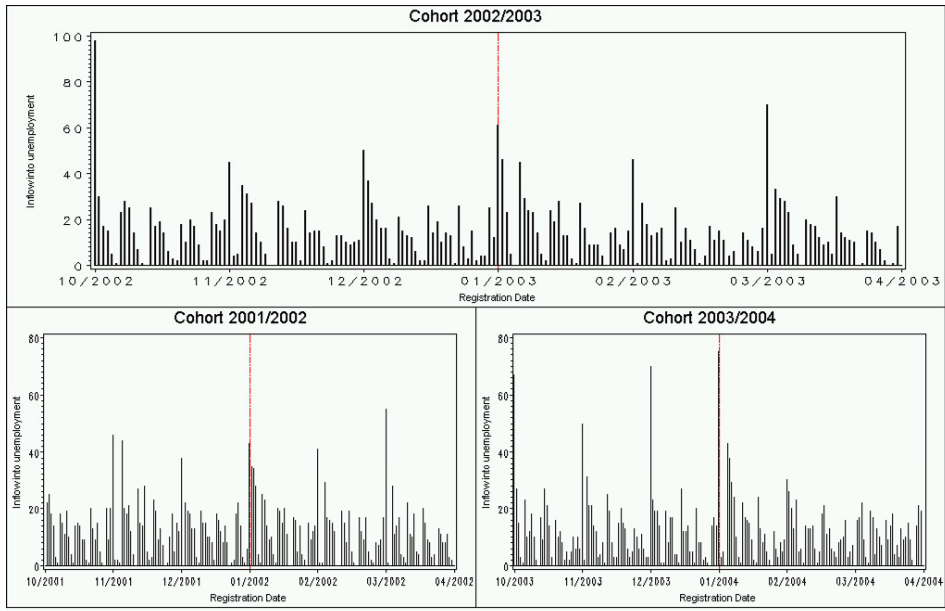 Cohort 2002/2003
Inflow into unemployment
100
80
60
40
20
0
10/2002 11/2002 12/2002 01/2003 02/2003 03/2003 04/2003
Registration Date
Cohort 2001/2002
Inflow into unemployment
80
60
40
20
0
10/2001 11/2001 12/2001 01/2002 02/2002 03/2002 04/2002
Registration Date
Cohort 2003/2004
Inflow into unemployment
80
60
40
20
0
10/2003 11/2003 12/2003 01/2004 02/2004 03/2004 04/2004
Registration Date